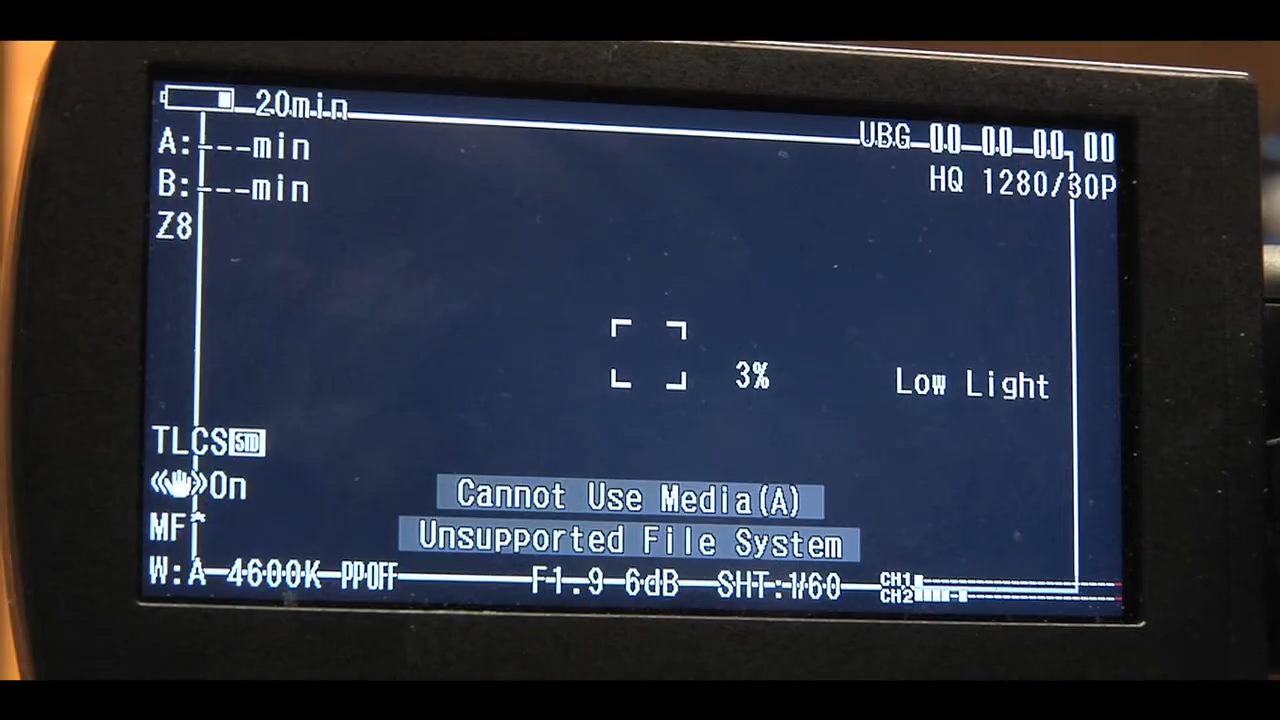 20min
UBG 00 00 00 00
A:---min
HQ 1280/30P
B:---min
Z8
3%
Low Light
TLCS STD
On
Cannot Use Media(A)
MF*
Unsupported File System
W:A 4600K PPOFF F1.9 6dB SHT:1/60
CH1
CH2